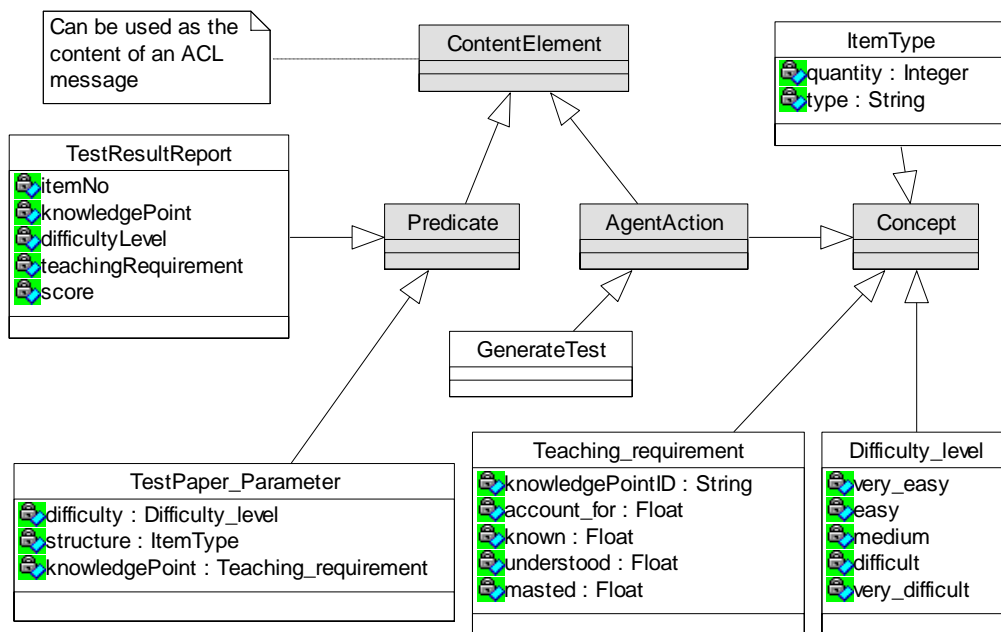 Can be used as the
content of an ACL
message
ContentElement
ItemType
quantity : Integer
type : String
TestResultReport
itemNo
knowledgePoint
difficultyLevel
teachingRequirement
score
Predicate
AgentAction
Concept
GenerateTest
TestPaper_Parameter
difficulty : Difficulty_level
structure : ItemType
knowledgePoint : Teaching_requirement
Teaching_requirement
knowledgePointID : String
account_for : Float
known : Float
understood : Float
masted : Float
Difficulty_level
very_easy
easy
medium
difficult
very_difficult